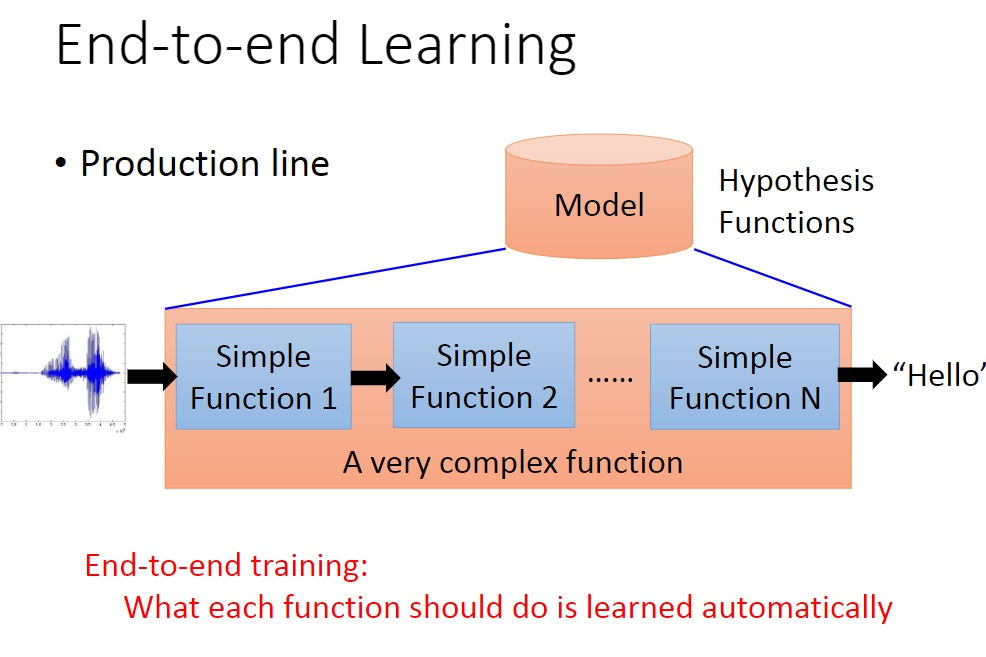 End-to-end Learning
• Production line
Model
Hypothesis
Functions
Simple
Function 1
Simple
Function 2
......
Simple
Function N
“Hello’
A very complex function
End-to-end training:
What each function should do is learned automatically